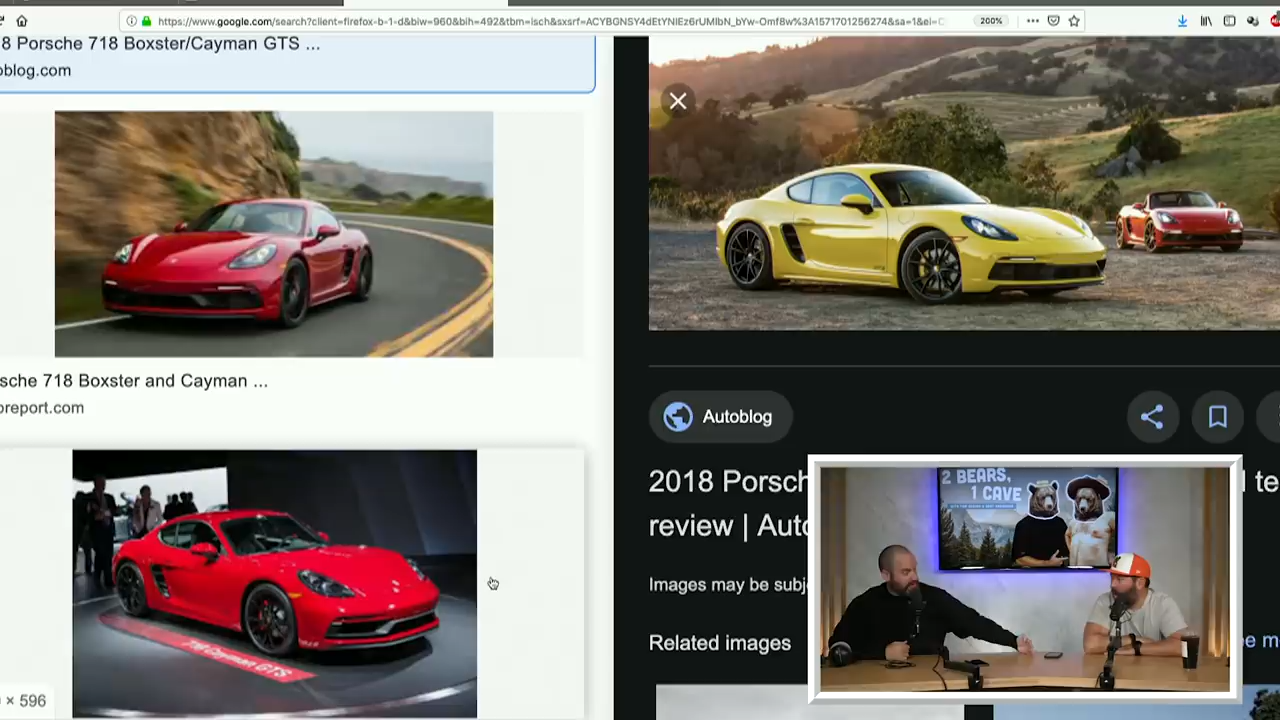 https://www.google.com/search?client=firefox-b-1-d&biw=960&bih=492&tbm=isch&sxsrf=ACYBGNSY4dEtYNIEz6rUMIbN_bYw-Omf8w%3A1571701256274&sa=1&ei=
200%
8 Porsche 718 Boxster/Cayman GTS ...
oblog.com
sche 718 Boxster and Cayman ...
oreport.com
718 Cayman GTS
× 596
Autoblog
2018 Porsch
l te
review | Auto
Images may be subj
Related images
ee m
2 BEARS,
1 CAVE